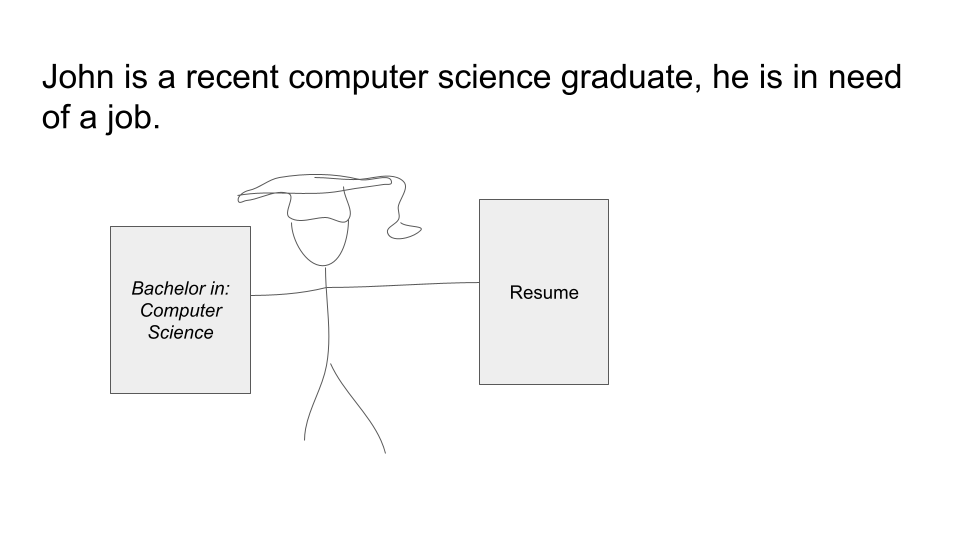 John is a recent computer science graduate, he is in need
of a job.
Bachelor in:
Computer
Science
Resume